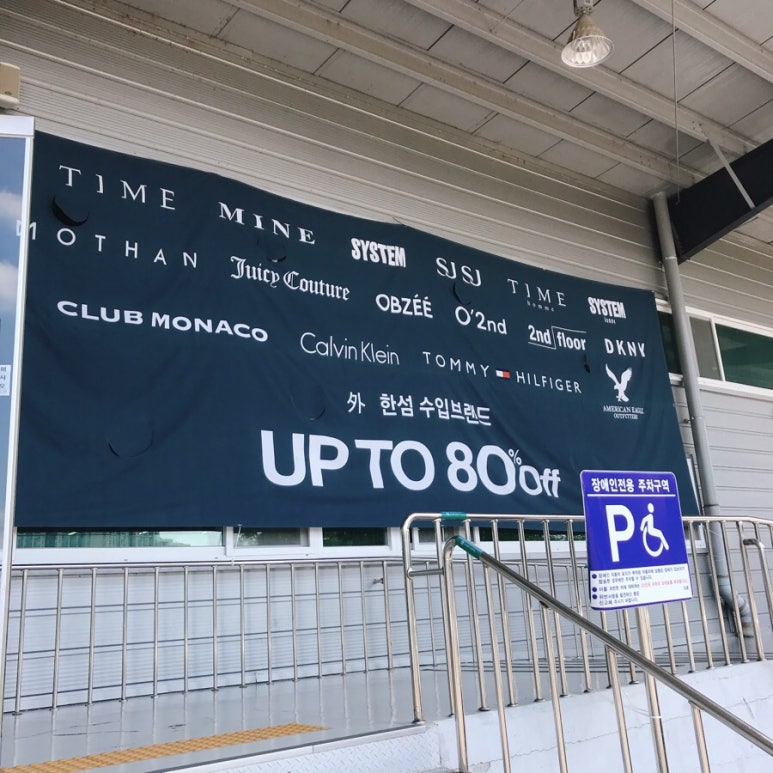 TIME MINE SYSTEM SJSJ TIME homme SYSTEM homme
MOTHAN Juicy Couture OBZÉÉ O'2nd 2nd floor DKNY
CLUB MONACO Calvin Klein TOMMY HILFIGER AMERICAN EAGLE OUTFITTERS
外 한섬 수입브랜드
UP TO 80% off
장애인전용 주차구역
P